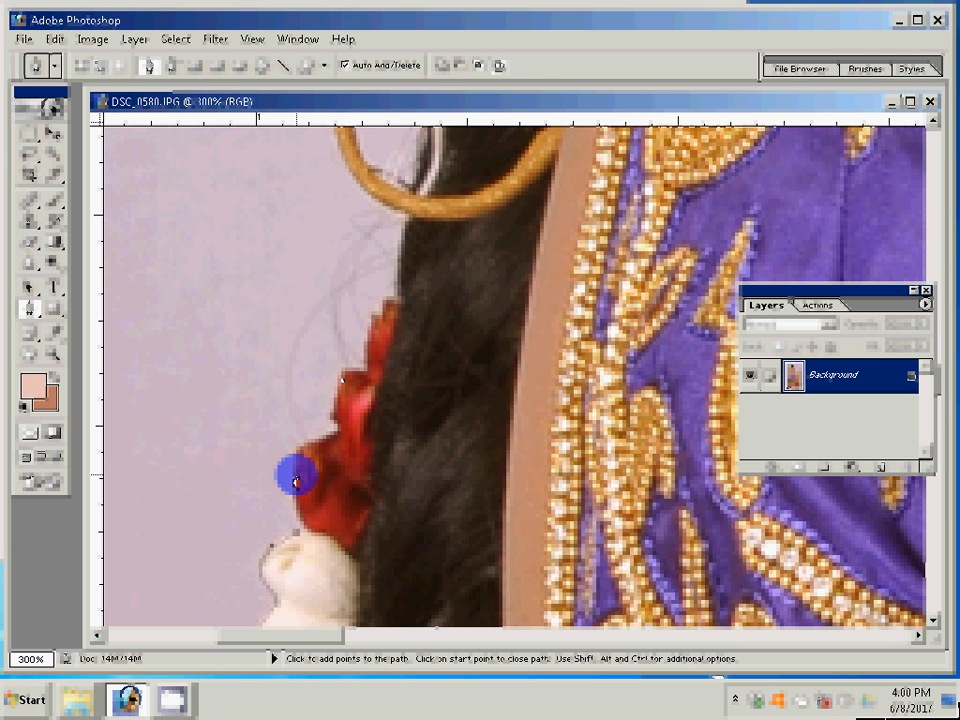 Adobe Photoshop
File Edit Image Layer Select Filter View Window Help
Auto Add/Delete
File Browser Brushes Styles
DSC_0580.JPG @ 300% (RGB)
1
Layers Actions
Background
300% Doc: 14M/14M Click to add points to the path. Click on start point to close path. Use Shift, Alt and Ctrl for additional options.
Start
4:00 PM
6/8/2017